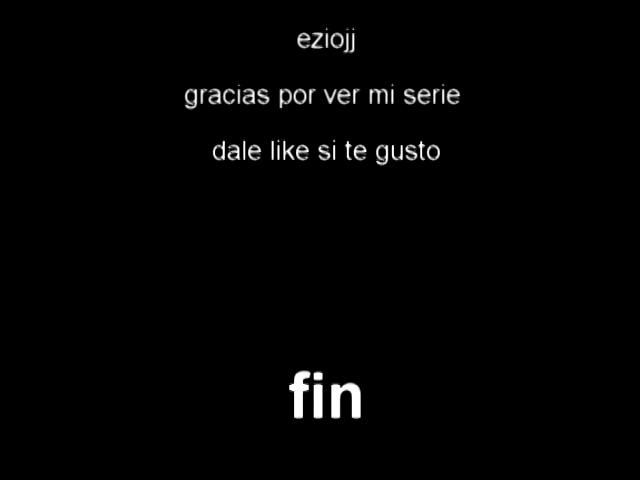 eziojj
gracias por ver mi serie
dale like si te gusto
fin